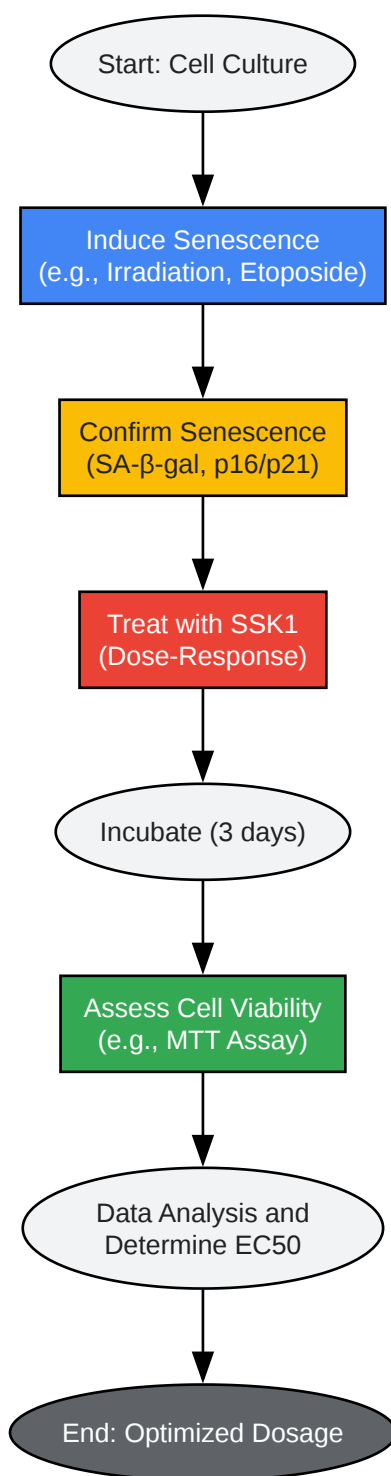 Start: Cell Culture
Induce Senescence
(e.g., Irradiation, Etoposide)
Confirm Senescence
(SA-β-gal, p16/p21)
Treat with SSK1
(Dose-Response)
Incubate (3 days)
Assess Cell Viability
(e.g., MTT Assay)
Data Analysis and
Determine EC50
End: Optimized Dosage